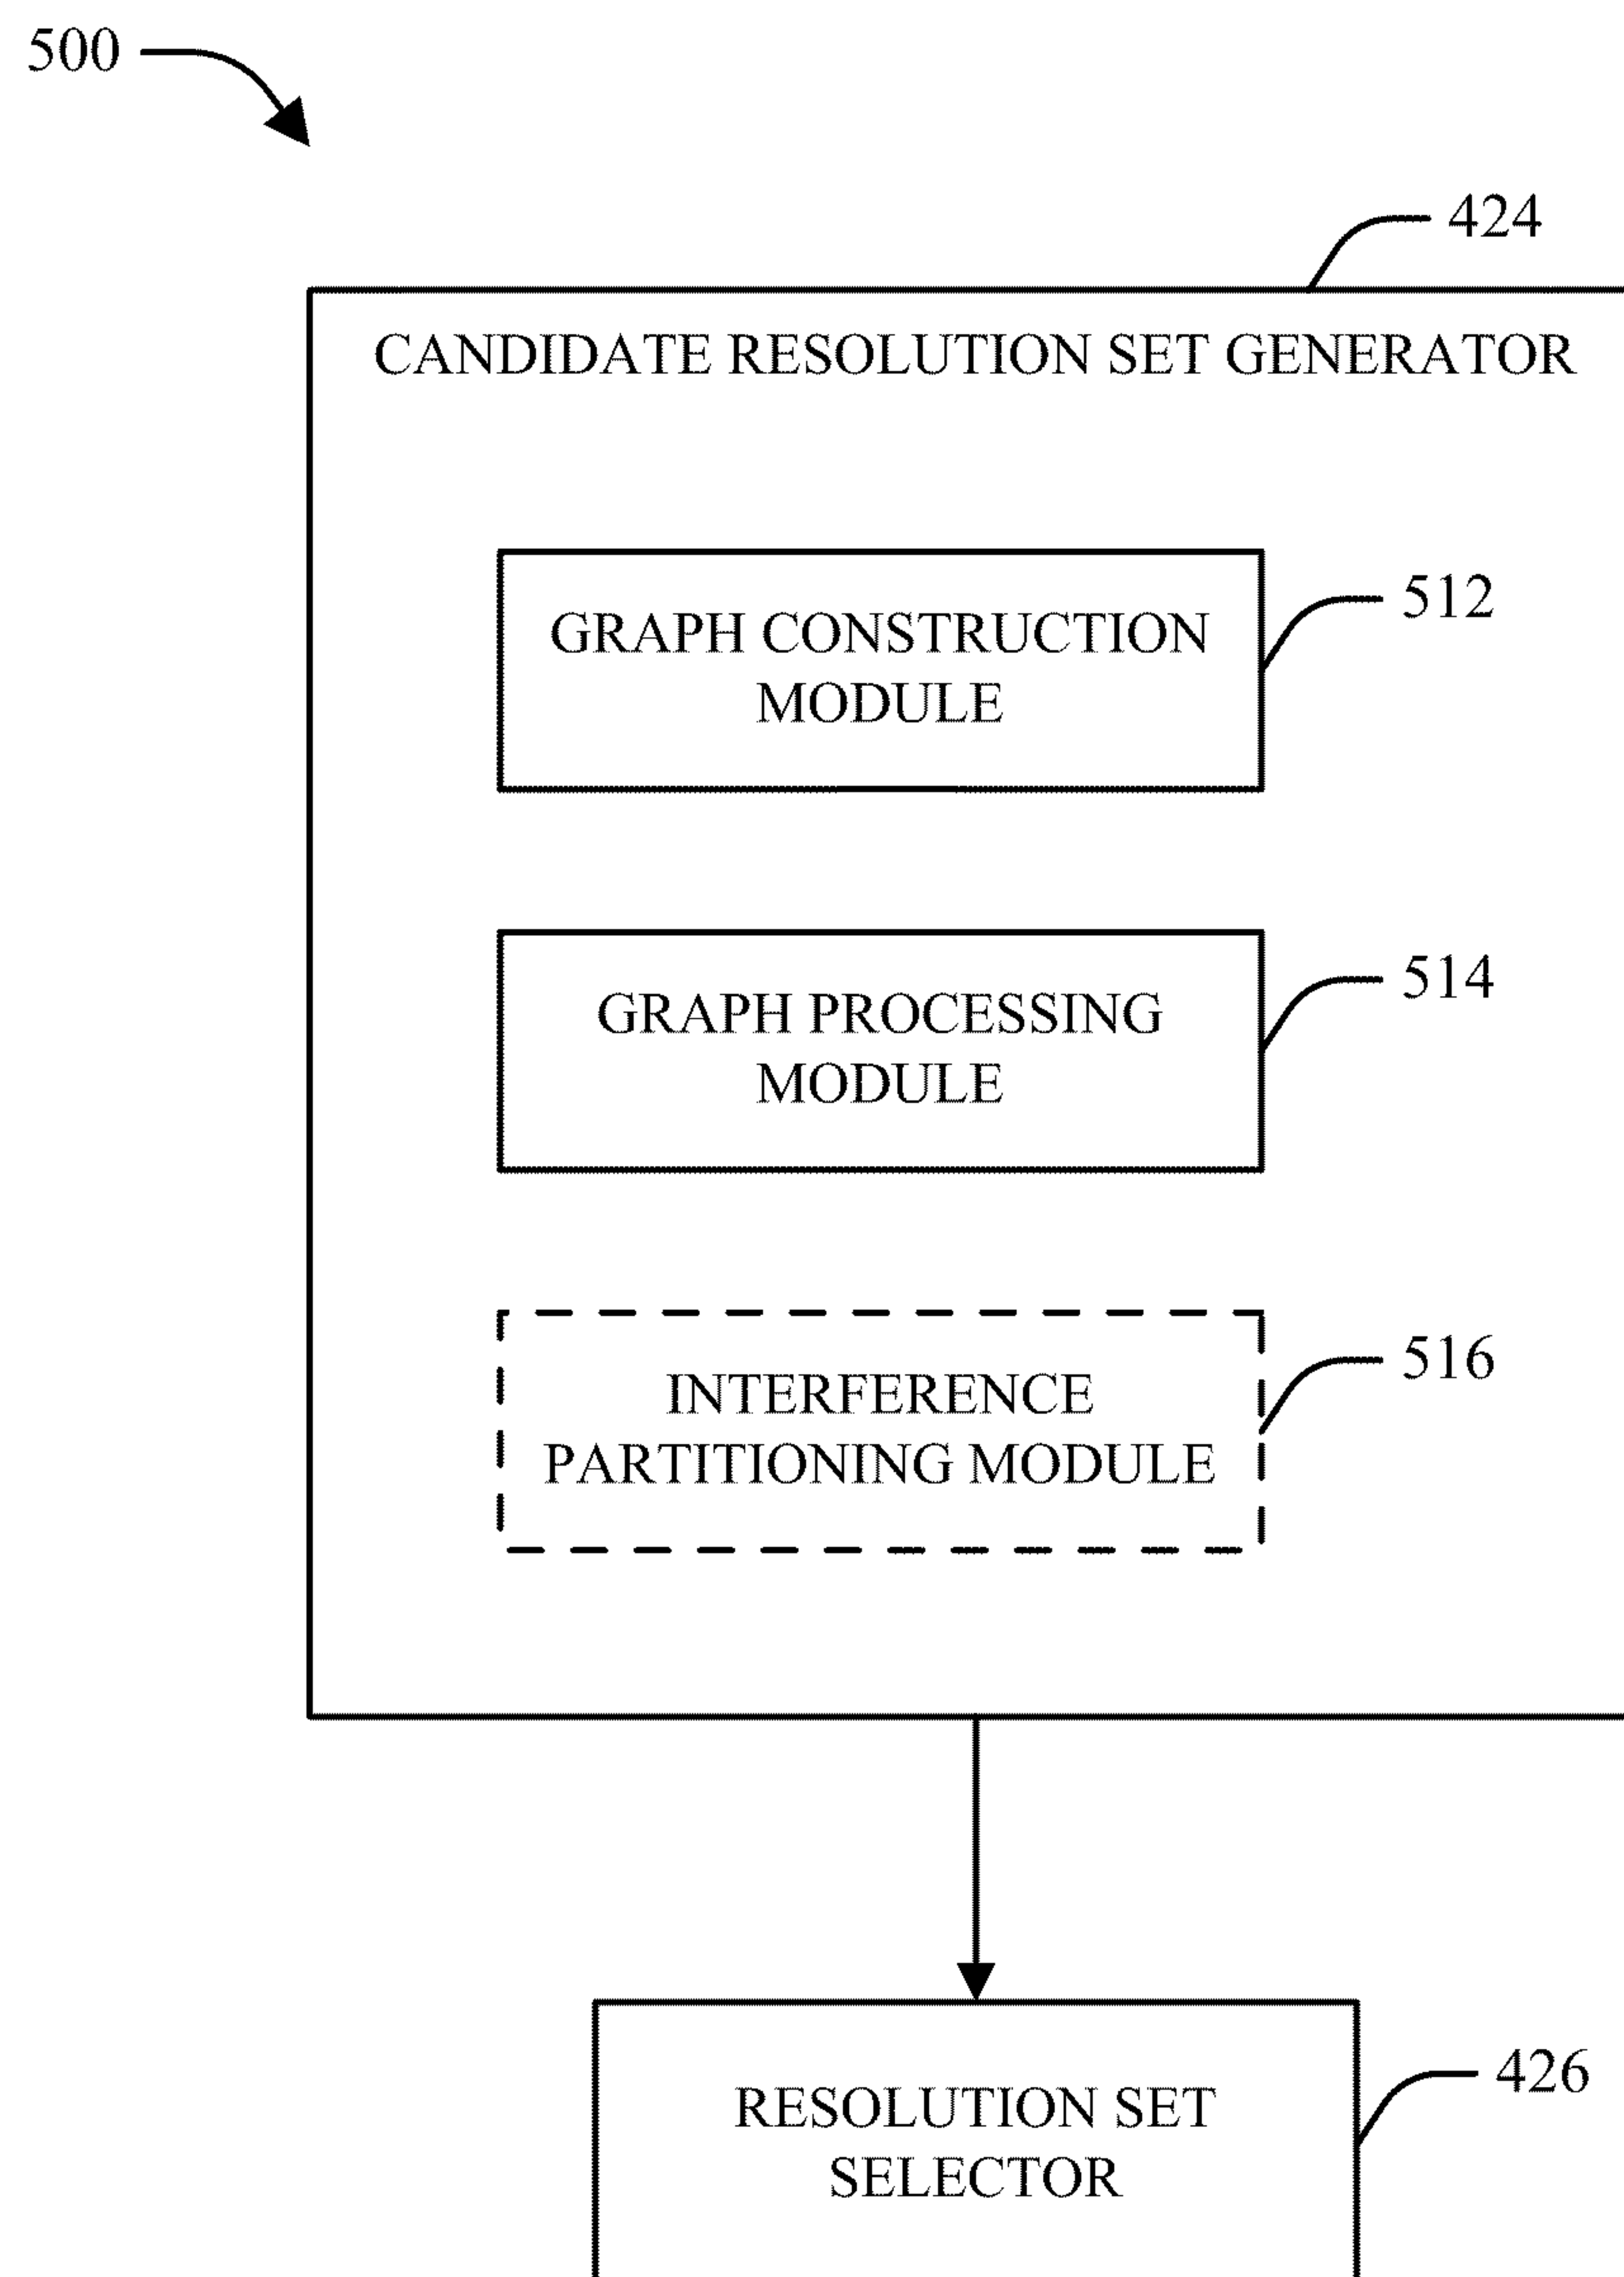 500
424
CANDIDATE RESOLUTION SET GENERATOR
GRAPH CONSTRUCTION
MODULE
512
GRAPH PROCESSING
MODULE
514
INTERFERENCE
PARTITIONING MODULE
516
RESOLUTION SET
SELECTOR
426